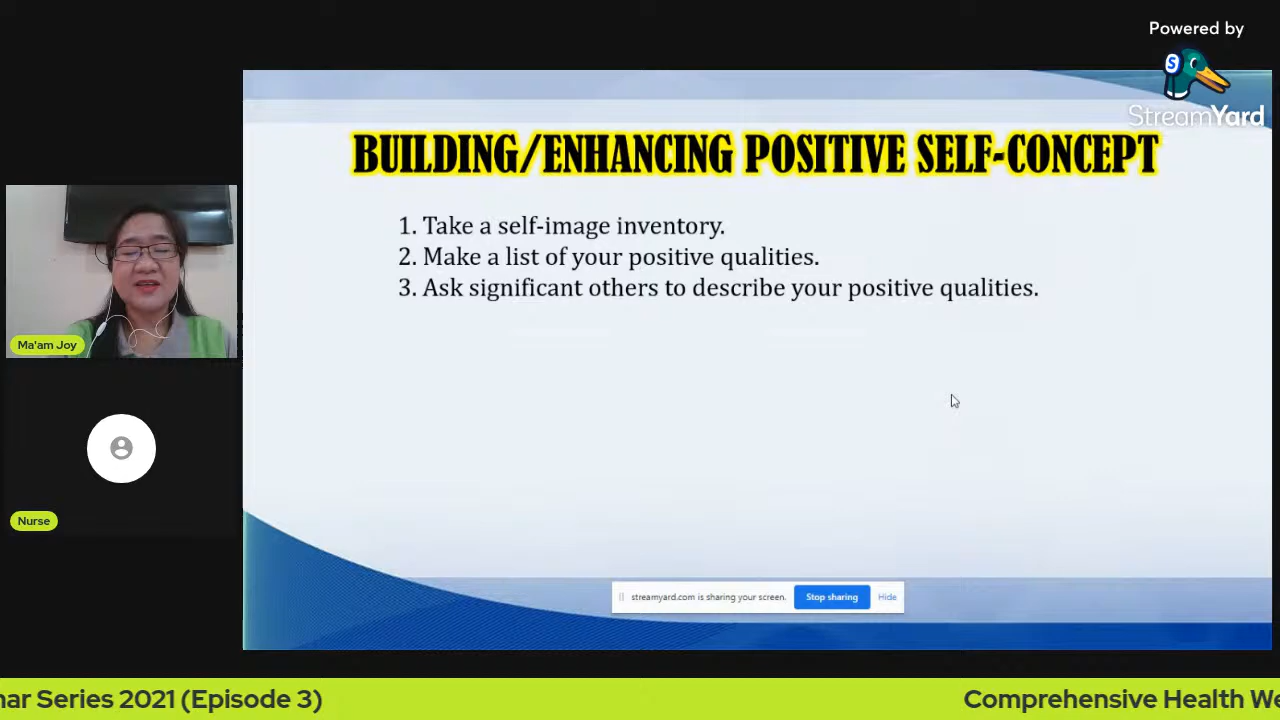 Powered by
StreamYard
BUILDING/ENHANCING POSITIVE SELF-CONCEPT
1. Take a self-image inventory.
2. Make a list of your positive qualities.
3. Ask significant others to describe your positive qualities.
Ma'am Joy
Nurse
streamyard.com is sharing your screen.
Stop sharing
Hide
nar Series 2021 (Episode 3)
Comprehensive Health We